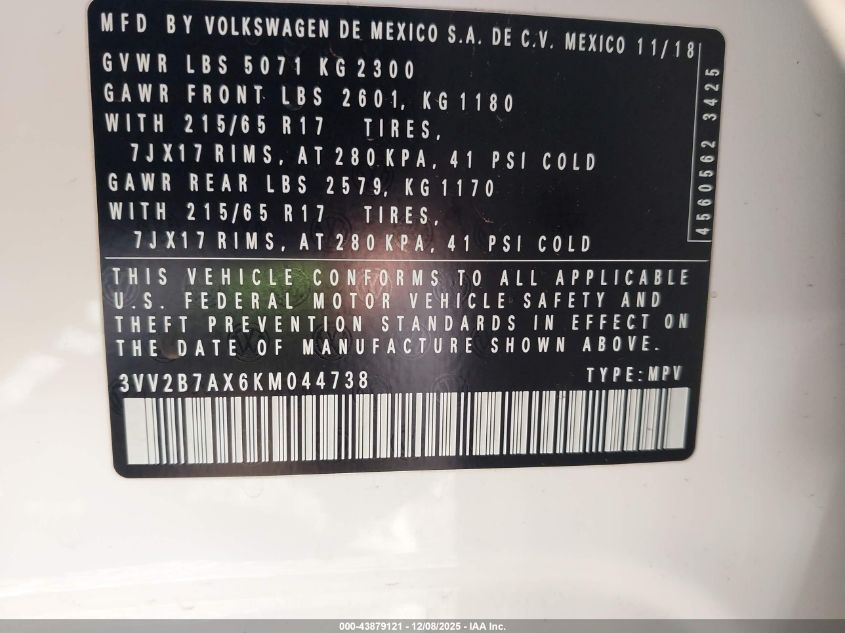 MFD BY VOLKSWAGEN DE MEXICO S.A. DE C.V. MEXICO 11/18
GVWR LBS 5071 KG 2300
GAWR FRONT LBS 2601, KG 1180
WITH 215/65 R17 TIRES,
7JX17 RIMS, AT 280 KPA, 41 PSI COLD
GAWR REAR LBS 2579, KG 1170
WITH 215/65 R17 TIRES,
7JX17 RIMS, AT 280 KPA, 41 PSI COLD
4560562 3425
THIS VEHICLE CONFORMS TO ALL APPLICABLE
U.S. FEDERAL MOTOR VEHICLE SAFETY AND
THEFT PREVENTION STANDARDS IN EFFECT ON
THE DATE OF MANUFACTURE SHOWN ABOVE.
3VV2B7AX6KM044738 TYPE: MPV
000-43879121 - 12/08/2025 - IAA Inc.